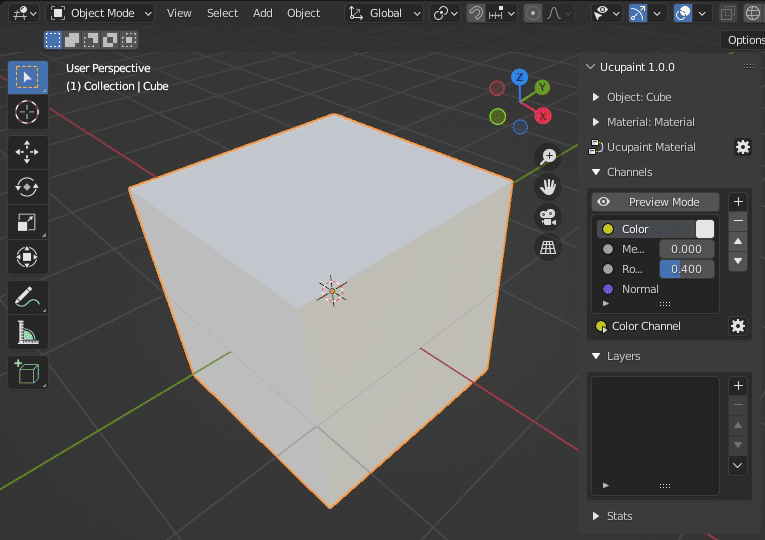 Object Mode View Select Add Object Global
Options
User Perspective
(1) Collection | Cube
Z
Y
X
Ucupaint 1.0.0
Object: Cube
Material: Material
Ucupaint Material
Channels
Preview Mode
Color
Me... 0.000
Ro... 0.400
Normal
Color Channel
Layers
Stats